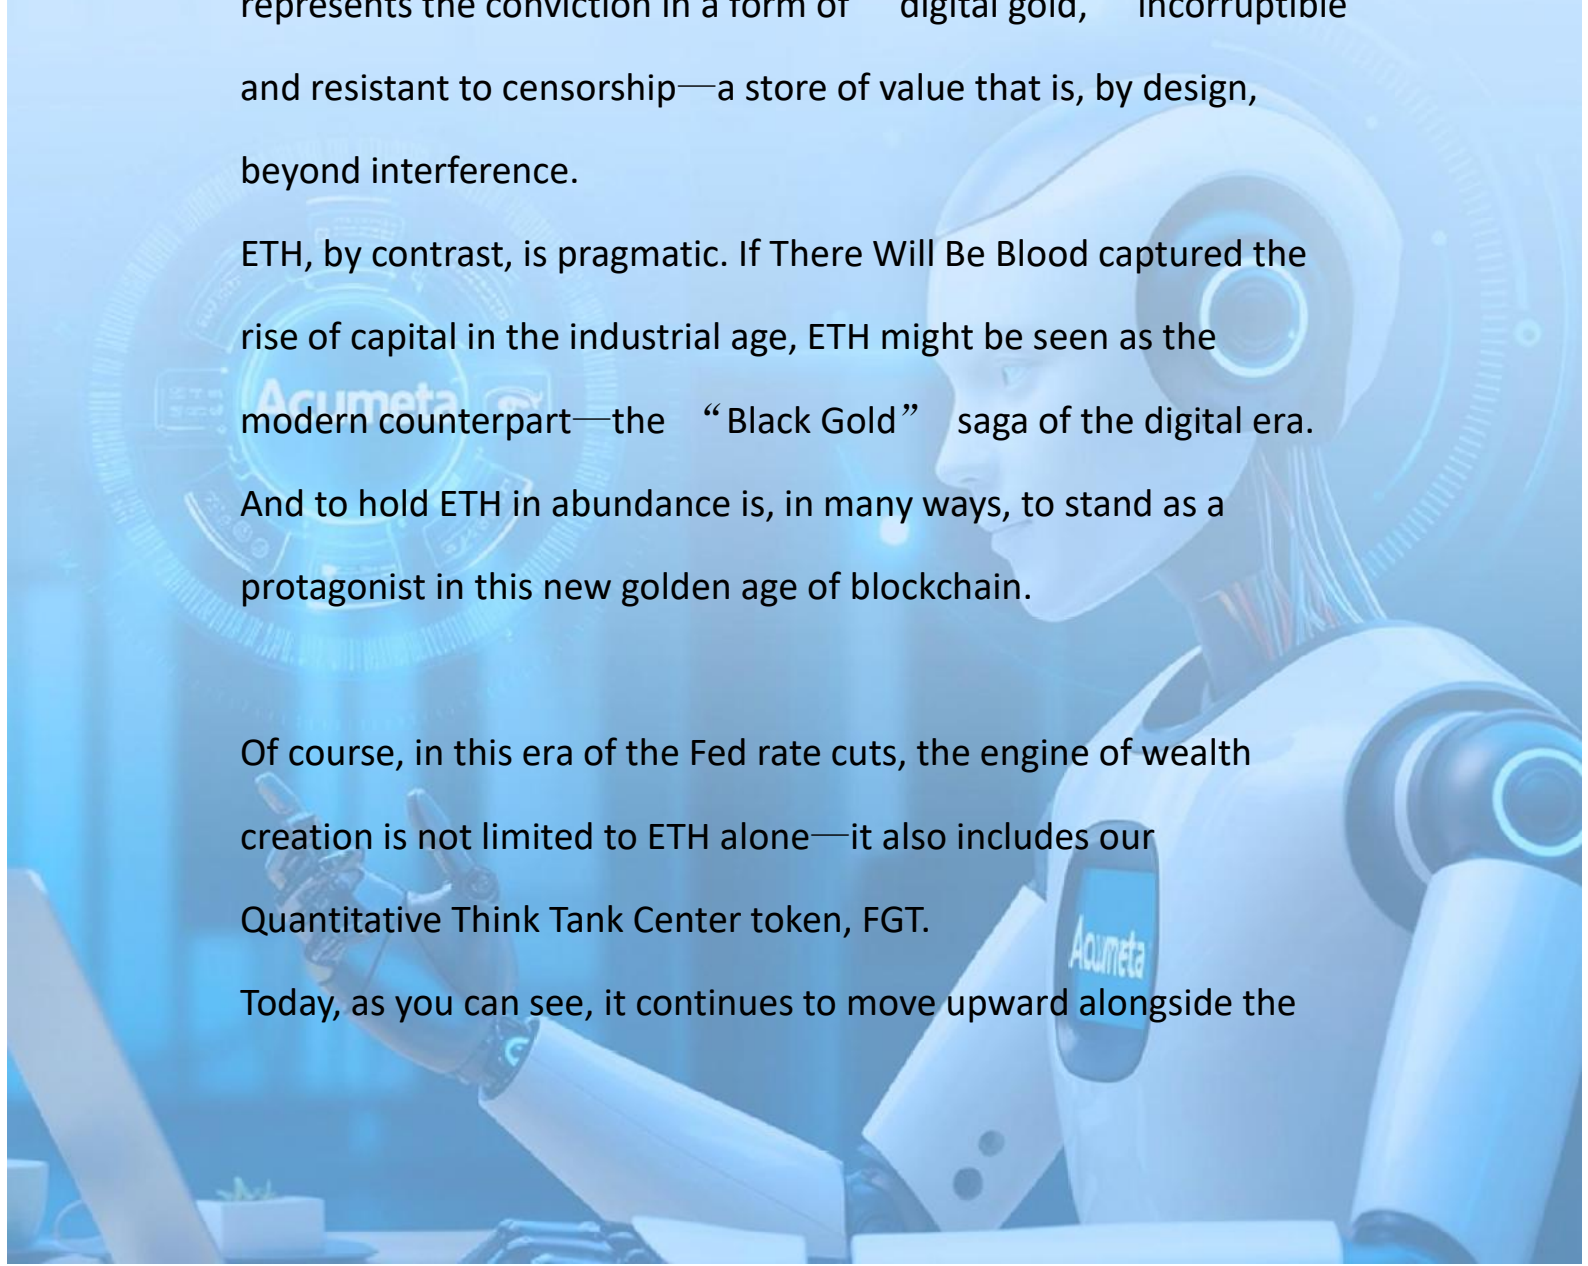 represents the conviction in a form of “digital gold,” incorruptible
and resistant to censorship—a store of value that is, by design,
beyond interference.
ETH, by contrast, is pragmatic. If There Will Be Blood captured the
rise of capital in the industrial age, ETH might be seen as the
Acumeta
modern counterpart—the “Black Gold” saga of the digital era.
And to hold ETH in abundance is, in many ways, to stand as a
protagonist in this new golden age of blockchain.
Of course, in this era of the Fed rate cuts, the engine of wealth
creation is not limited to ETH alone—it also includes our
Quantitative Think Tank Center token, FGT.
Acumeta
Today, as you can see, it continues to move upward alongside the